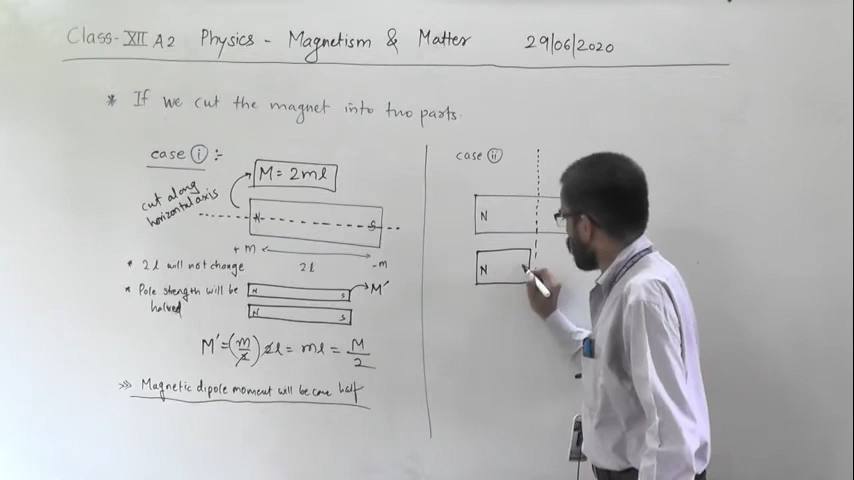 Class-XII A2 Physics - Magnetism & Matter 29/06/2020
* If we cut the magnet into two parts.
case (i) :-
M = 2ml
cut along
horizontal axis
N S
+m 2l -m
* 2l will not change
* Pole strength will be
halved
N S M'
N S
M' = (m/2) 2l = ml = M/2
>>> Magnetic dipole moment will become half
case (ii)
N
N